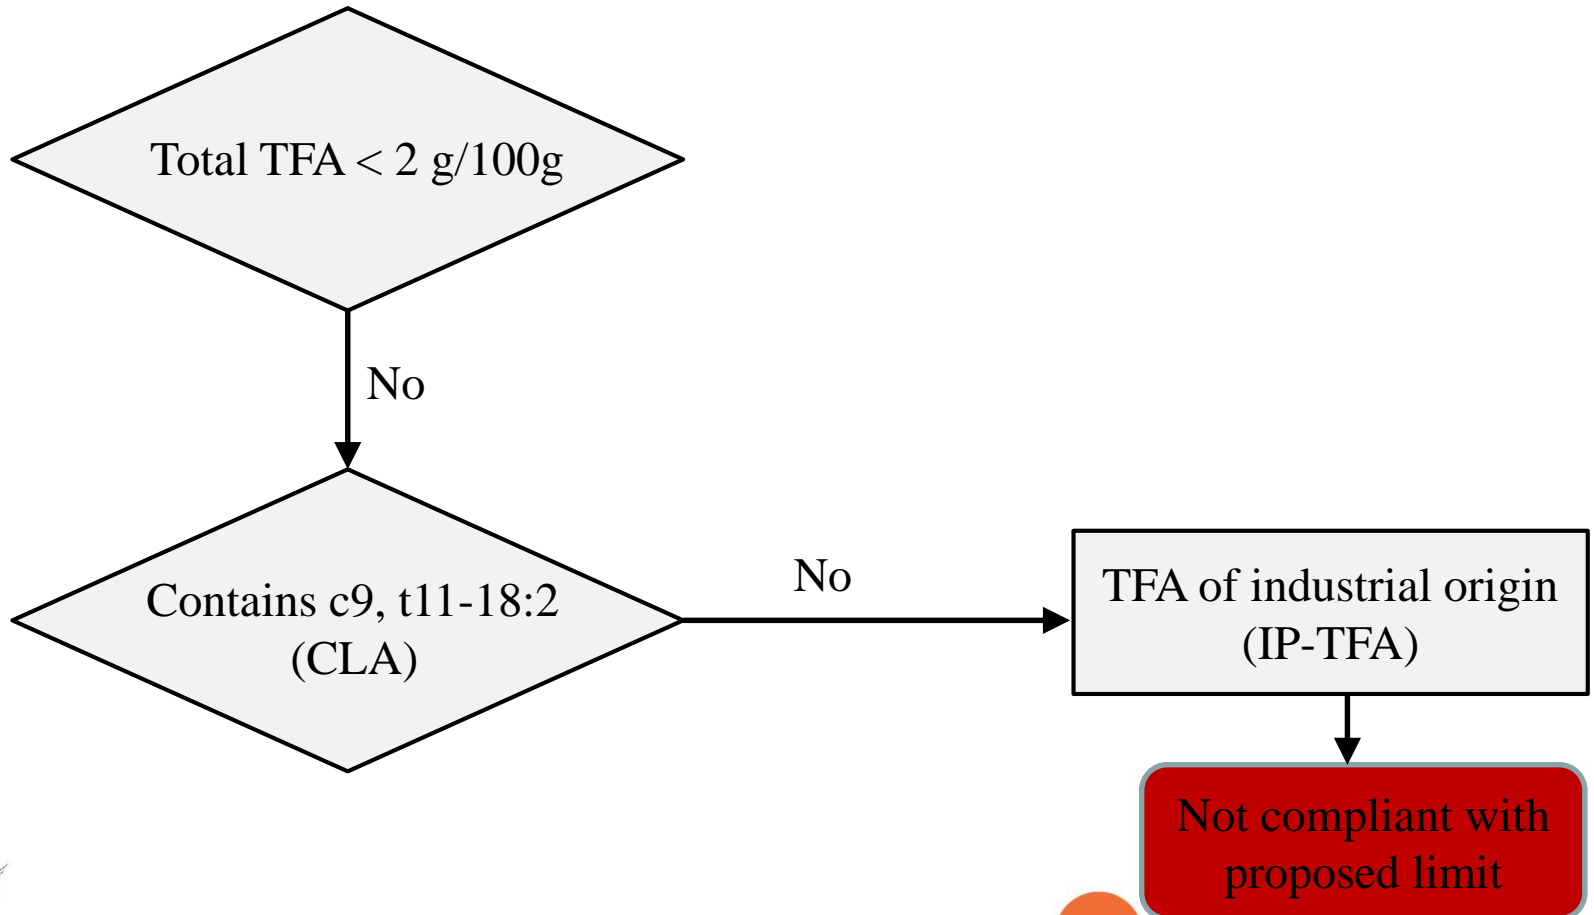 Total TFA < 2 g/100g
No
Contains c9, t11-18:2
(CLA)
No
TFA of industrial origin
(IP-TFA)
Not compliant with
proposed limit